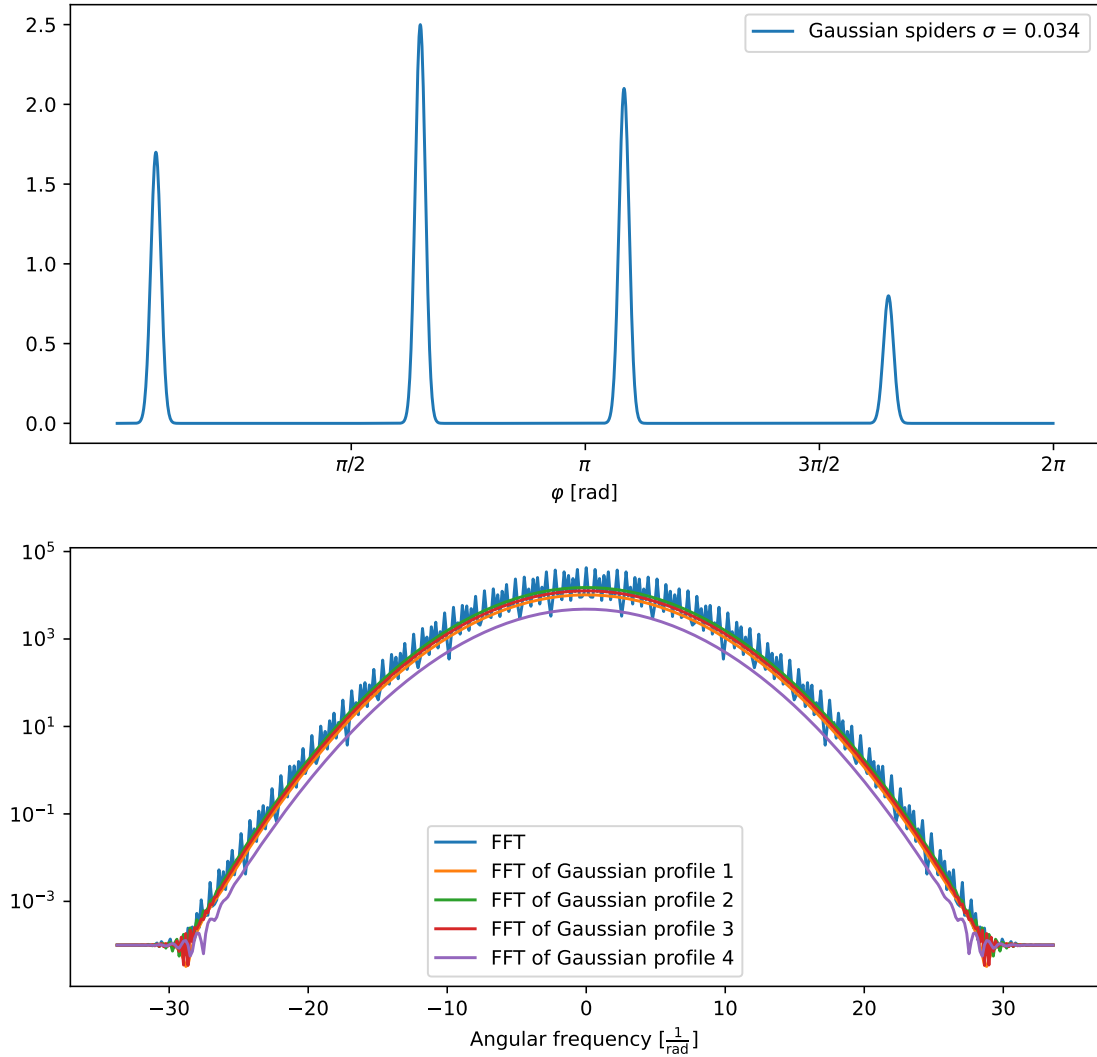 Gaussian spiders σ = 0.034
2.5
2.0
1.5
1.0
0.5
0.0
π/2 π 3π/2 2π
φ [rad]
10^5
10^3
10^1
10^−1
10^−3
FFT
FFT of Gaussian profile 1
FFT of Gaussian profile 2
FFT of Gaussian profile 3
FFT of Gaussian profile 4
−30 −20 −10 0 10 20 30
Angular frequency [1/rad]